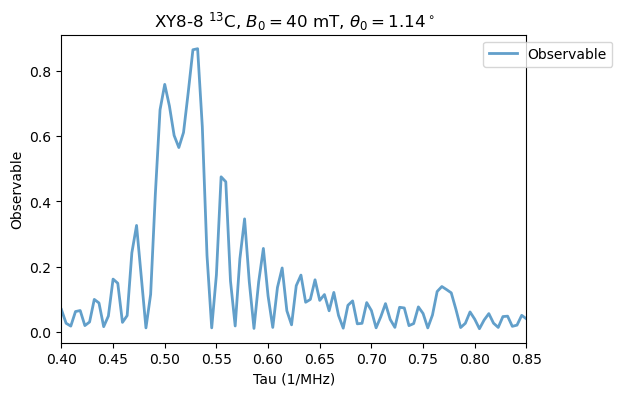 XY8-8 ¹³C, B₀ = 40 mT, θ₀ = 1.14°
Observable
Observable
0.8
0.6
0.4
0.2
0.0
0.40 0.45 0.50 0.55 0.60 0.65 0.70 0.75 0.80 0.85
Tau (1/MHz)